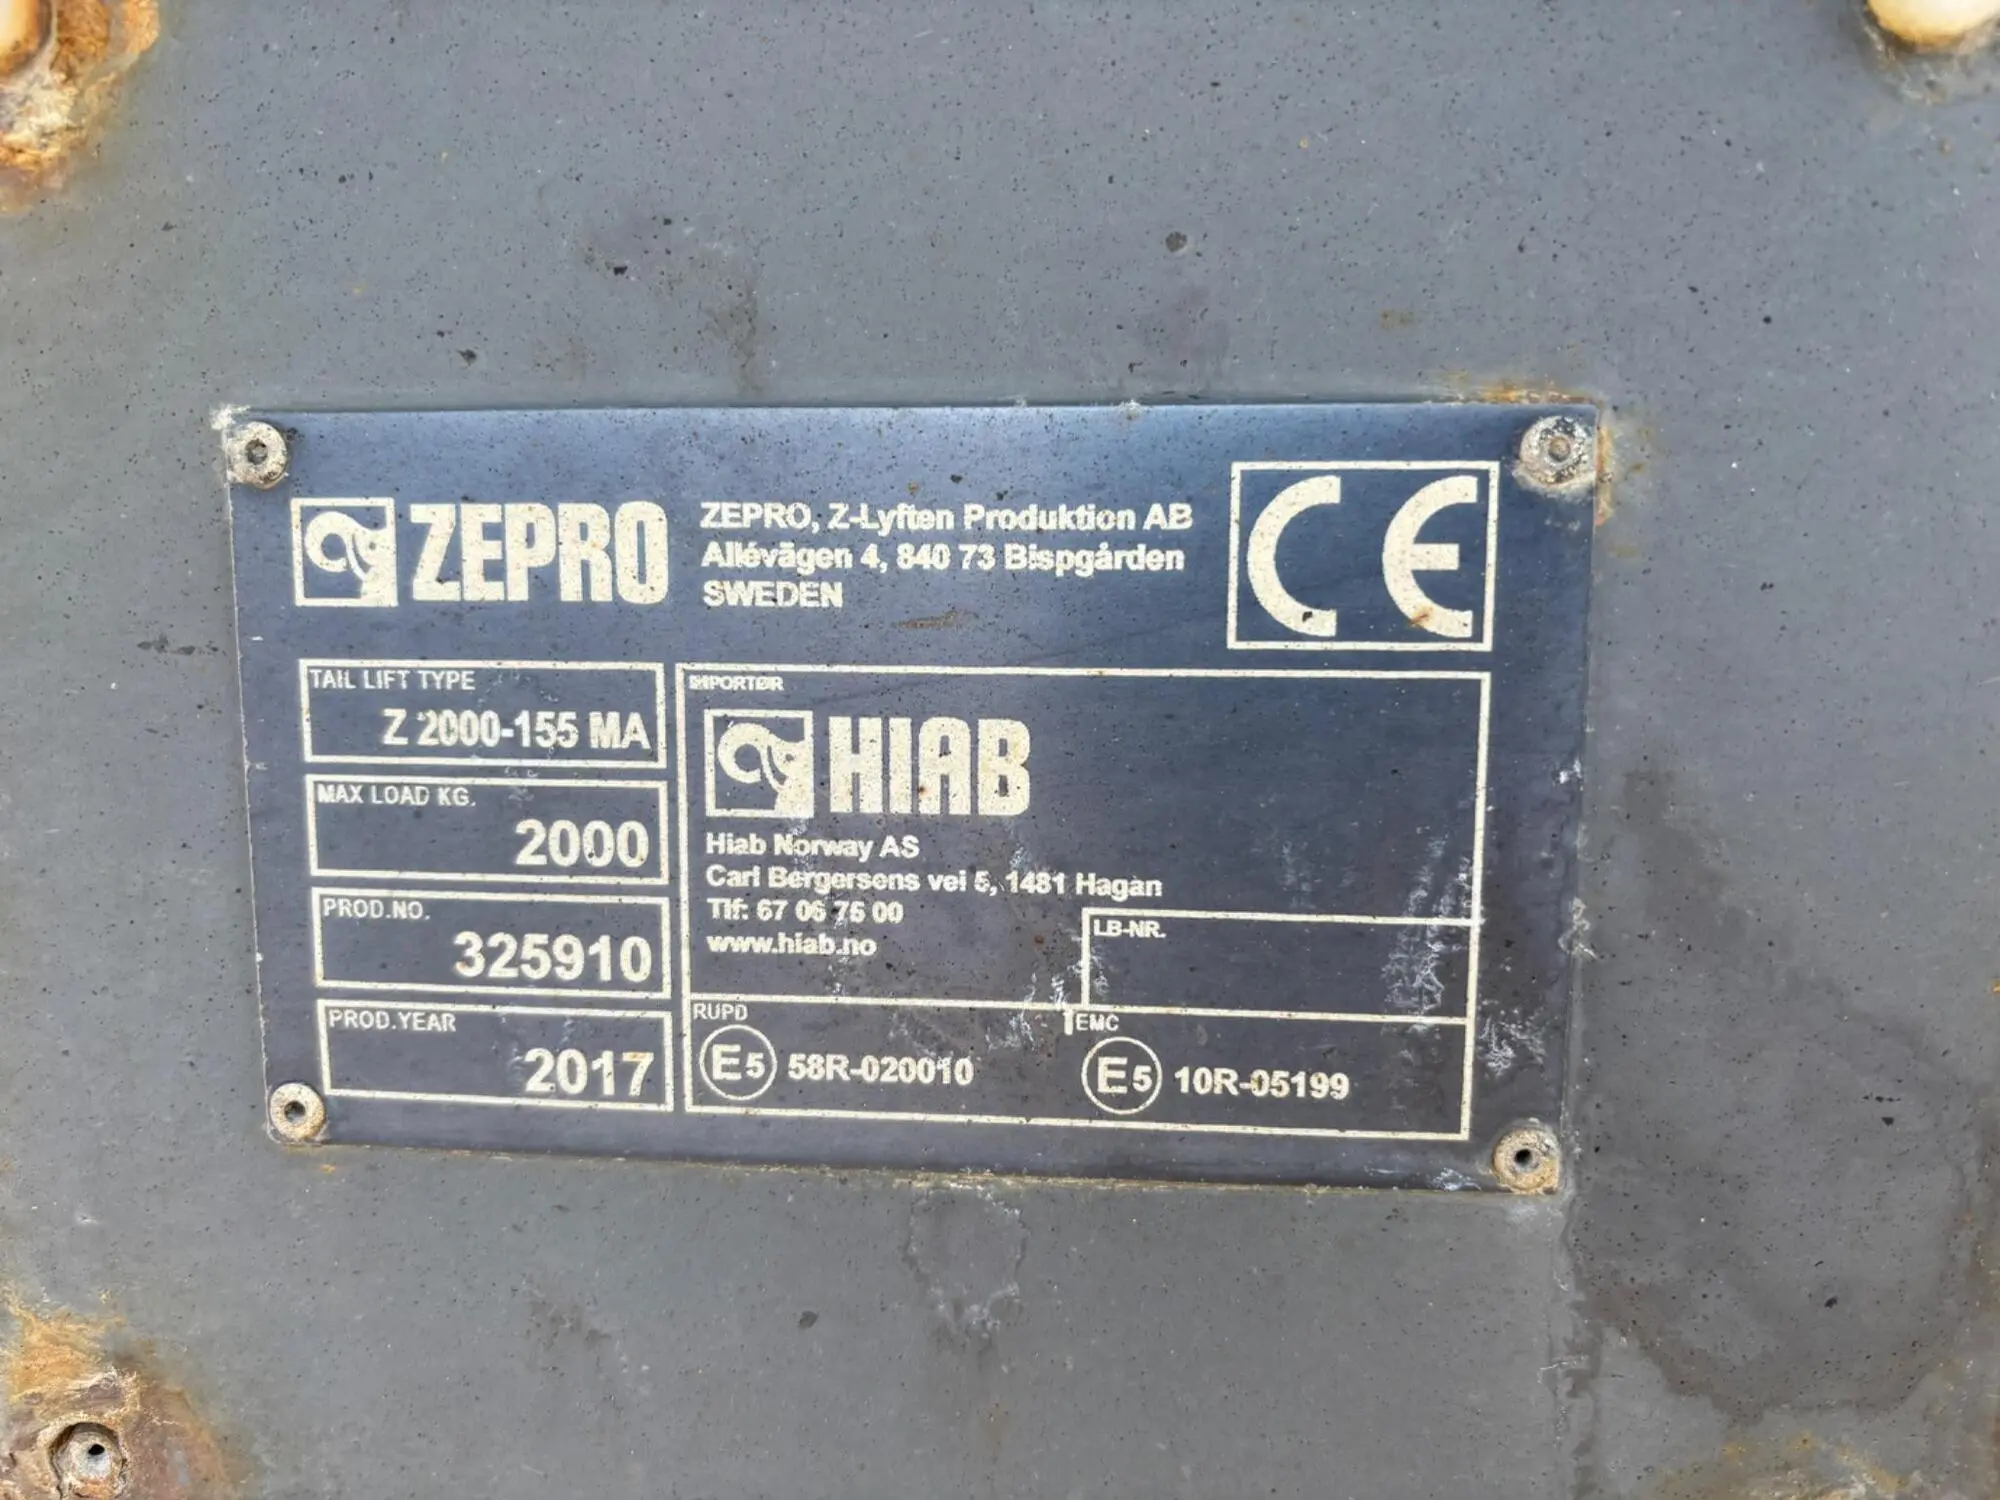 ZEPRO
ZEPRO, Z-Lyften Produktion AB
Allévägen 4, 840 73 Bispgården
SWEDEN
CE
TAIL LIFT TYPE
Z 2000-155 MA
MAX LOAD KG.
2000
PROD.NO.
325910
PROD.YEAR
2017
IMPORTØR
HIAB
Hiab Norway AS
Carl Bergersens vei 5, 1481 Hagan
Tlf: 67 06 75 00
www.hiab.no
LB-NR.
RUPD
E5 58R-020010
EMC
E5 10R-05199